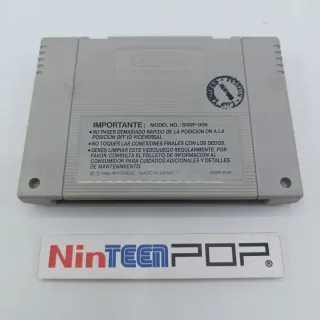 IMPORTANTE: MODEL NO.: SNSP-006
•NO PASES DEMASIADO RAPIDO DE LA POSICION ON A LA
POSICION OFF (O VICEVERSA).
•NO TOQUES LAS CONEXIONES FINALES CON LOS DEDOS.
•DEBES LIMPIAR ESTE VIDEOJUEGO REGULARMENTE. POR
FAVOR, CONSULTA EL FOLLETO DE INFORMACION AL
CONSUMIDOR PARA CUIDADOS ADICIONALES Y DETALLES
DE MANTENIMIENTO.
NINTENDO MADE IN JAPAN
NinTEENPOP®